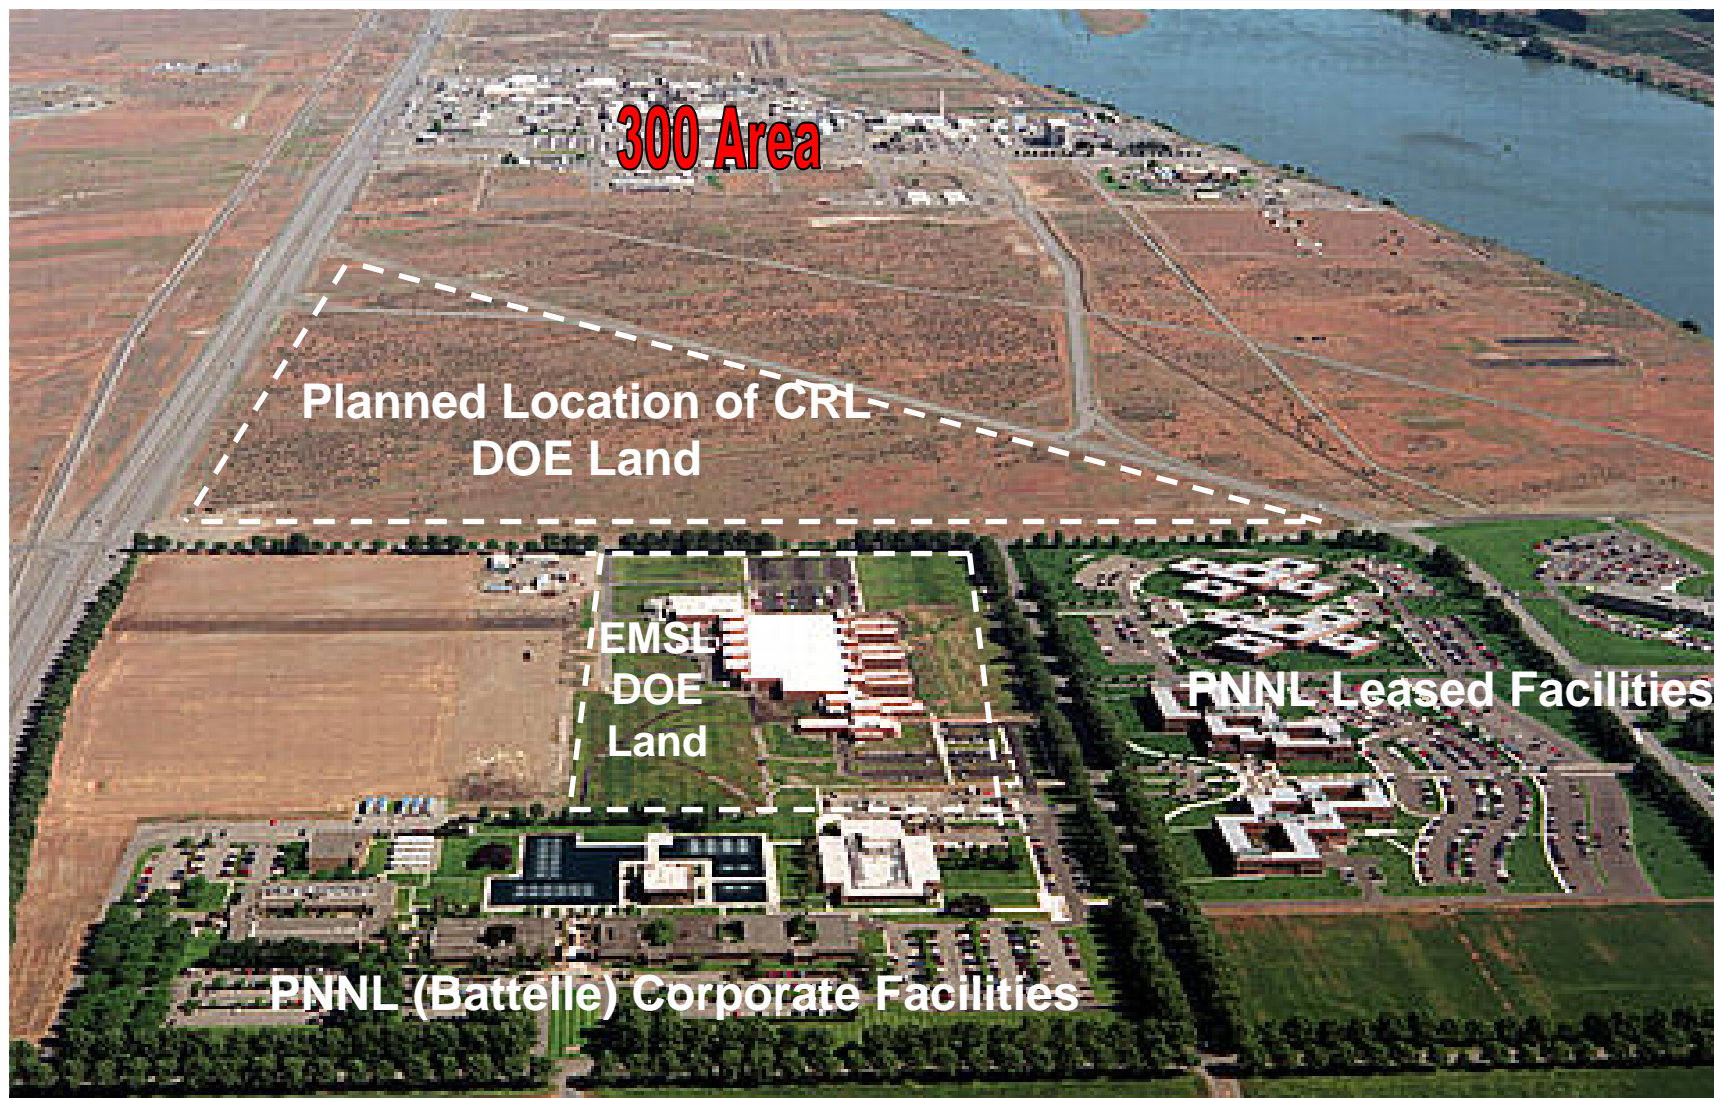 300 Area
Planned Location of CRL
DOE Land
EMSL
DOE
Land
PNNL Leased Facilities
PNNL (Battelle) Corporate Facilities